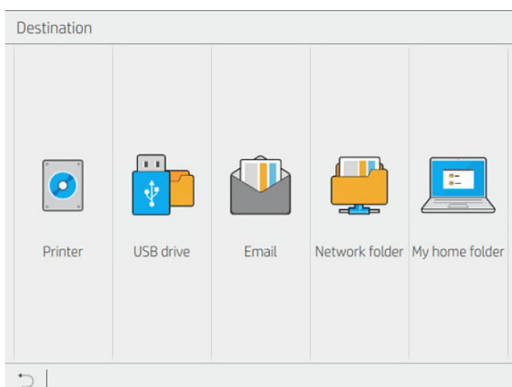 Destination
Printer
USB drive
Email
Network folder
My home folder